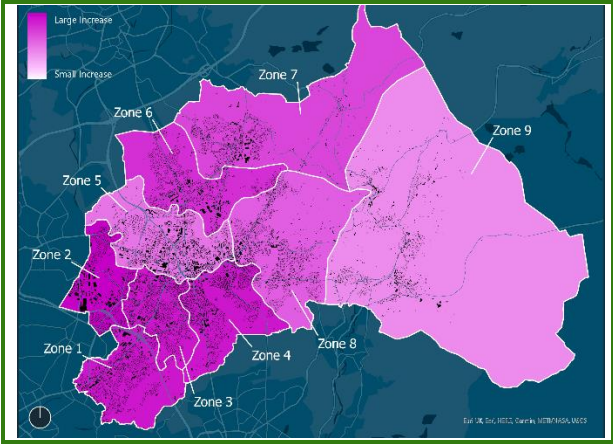 Large Increase
Small Increase
Zone 7
Zone 6
Zone 9
Zone 5
Zone 2
Zone 1
Zone 4
Zone 8
Zone 3
Esri UK, Esri, HERE, Garmin, METI/NASA, USGS